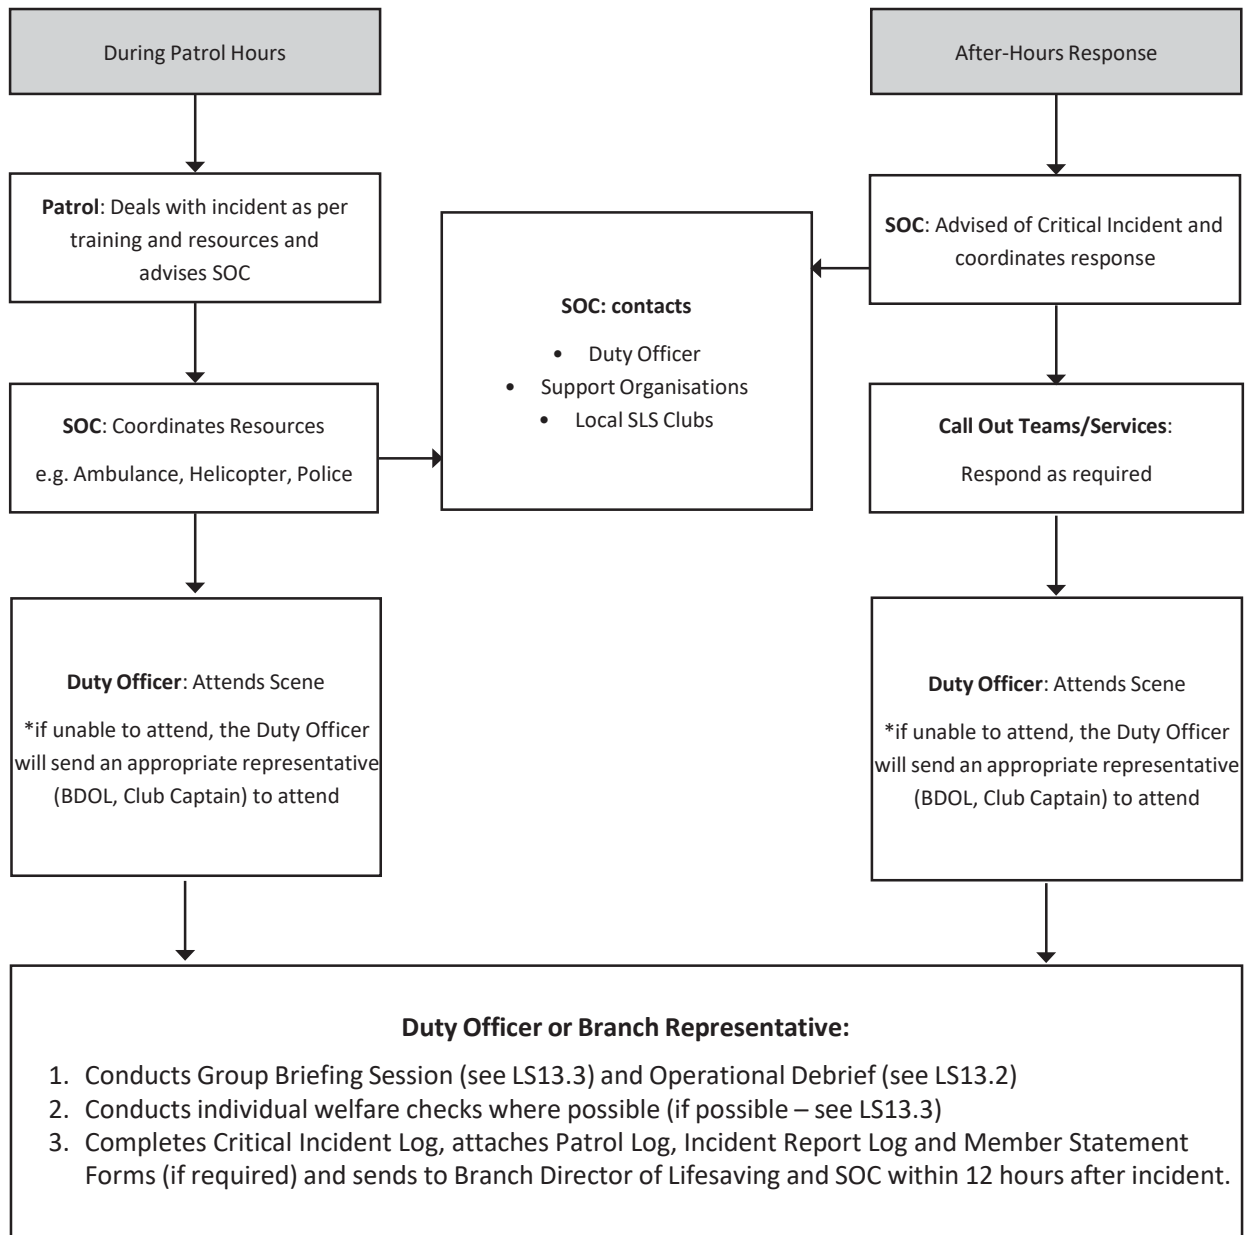 During Patrol Hours
After-Hours Response
Patrol: Deals with incident as per
training and resources and
advises SOC
SOC: Advised of Critical Incident and
coordinates response
SOC: contacts
• Duty Officer
• Support Organisations
• Local SLS Clubs
SOC: Coordinates Resources
e.g. Ambulance, Helicopter, Police
Call Out Teams/Services:
Respond as required
Duty Officer: Attends Scene
*if unable to attend, the Duty Officer
will send an appropriate representative
(BDOL, Club Captain) to attend
Duty Officer: Attends Scene
*if unable to attend, the Duty Officer
will send an appropriate representative
(BDOL, Club Captain) to attend
Duty Officer or Branch Representative:
1. Conducts Group Briefing Session (see LS13.3) and Operational Debrief (see LS13.2)
2. Conducts individual welfare checks where possible (if possible – see LS13.3)
3. Completes Critical Incident Log, attaches Patrol Log, Incident Report Log and Member Statement
Forms (if required) and sends to Branch Director of Lifesaving and SOC within 12 hours after incident.